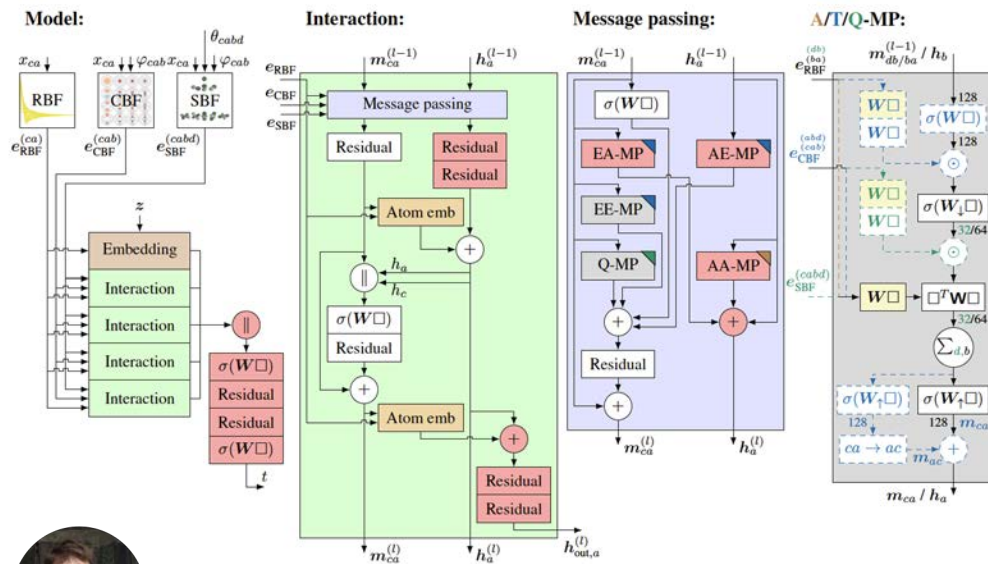 Model:
θ_cabd
x_ca
x_ca φ_cab
φ_cab
RBF
CBF
SBF
e_RBF^(ca)
e_CBF^(cab)
e_SBF^(cabd)
z
Embedding
Interaction
Interaction
Interaction
Interaction
||
σ(W□)
Residual
Residual
σ(W□)
t
Interaction:
m_ca^(l-1)
h_a^(l-1)
e_RBF
e_CBF
e_SBF
Message passing
Residual
Residual
Residual
Atom emb
+
||
h_a
h_c
σ(W□)
Residual
+
Atom emb
+
Residual
Residual
m_ca^(l)
h_a^(l)
h_out,a^(l)
Message passing:
m_ca^(l-1)
h_a^(l-1)
σ(W□)
EA-MP
AE-MP
EE-MP
Q-MP
AA-MP
+
+
Residual
+
m_ca^(l)
h_a^(l)
A/T/Q-MP:
m_db/ba^(l-1) / h_b
e_RBF^(db)(ba)
128
W□
W□
σ(W□)
128
e_CBF^(abd)(cab)
⊙
W□
W□
σ(W↓□)
32/64
⊙
e_SBF^(cabd)
W□
□^T W□
32/64
Σ_d,b
σ(W↑□)
σ(W↑□)
128
128
m_ca
ca → ac
m_ac
+
m_ca / h_a